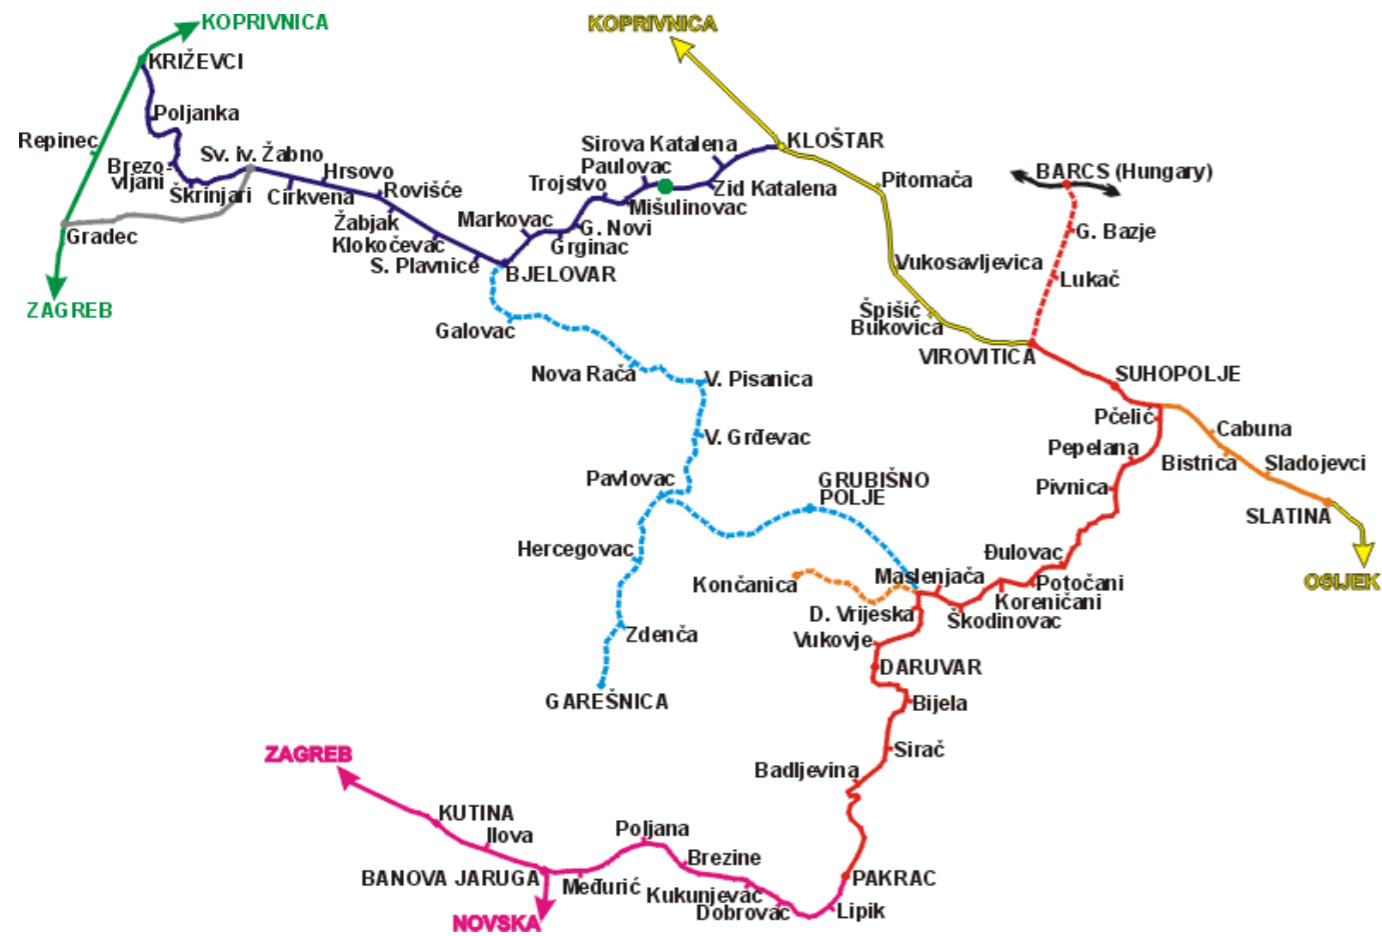 KOPRIVNICA
KOPRIVNICA
KRIŽEVCI
Poljanka
Repinec
Brezo-
vljani
Škrinjari
Sv. iv. Žabno
Gradec
ZAGREB
Hrsovo
Cirkvena
Rovišće
Žabjak
Klokočevac
S. Plavnice
BJELOVAR
Markovac
Grginac
G. Novi
Trojstvo
Mišulinovac
Paulovac
Sirova Katalena
Zid Katalena
KLOŠTAR
Pitomača
Vukosavljevica
Špišić
Bukovica
VIROVITICA
BARCS (Hungary)
G. Bazje
Lukač
SUHOPOLJE
Pčelić
Cabuna
Pepelana
Bistrica
Sladojevci
Pivnica
SLATINA
OSIJEK
Galovac
Nova Rača
V. Pisanica
V. Grđevac
Pavlovac
GRUBIŠNO
POLJE
Hercegovac
Končanica
Zdenča
GAREŠNICA
Đulovac
Maslenjača
Potočani
Koreničani
Škodinovac
D. Vrijeska
Vukovje
DARUVAR
Bijela
Sirač
Badljevina
ZAGREB
KUTINA
Ilova
BANOVA JARUGA
NOVSKA
Međurić
Poljana
Brezine
Kukunjevac
Dobrovac
Lipik
PAKRAC